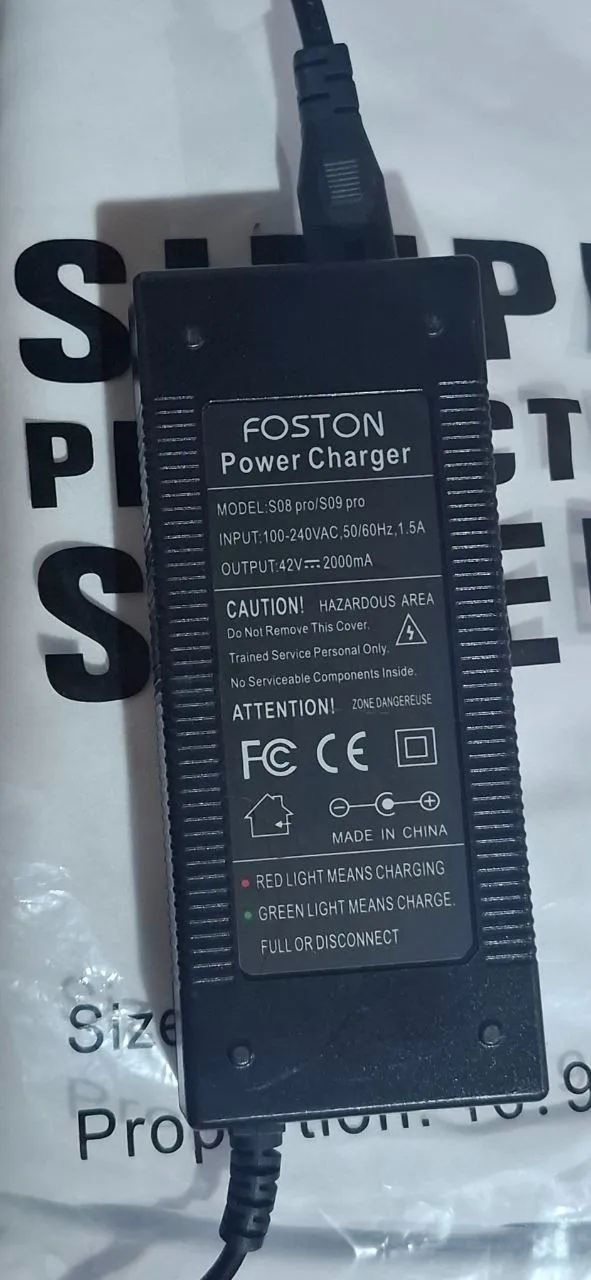 FOSTON
Power Charger
MODEL:S08 pro/S09 pro
INPUT:100-240VAC,50/60Hz,1.5A
OUTPUT:42V⎓2000mA
CAUTION! HAZARDOUS AREA
Do Not Remove This Cover.
Trained Service Personal Only.
No Serviceable Components Inside.
ATTENTION! ZONE DANGEREUSE
FC CE
MADE IN CHINA
RED LIGHT MEANS CHARGING
GREEN LIGHT MEANS CHARGE.
FULL OR DISCONNECT
Size